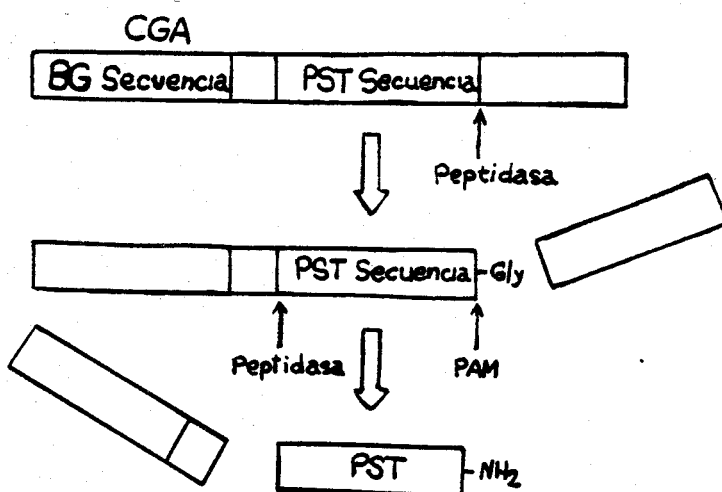 CGA
BG Secuencia PST Secuencia
Peptidasa
PST Secuencia -Gly
Peptidasa PAM
PST -NH2